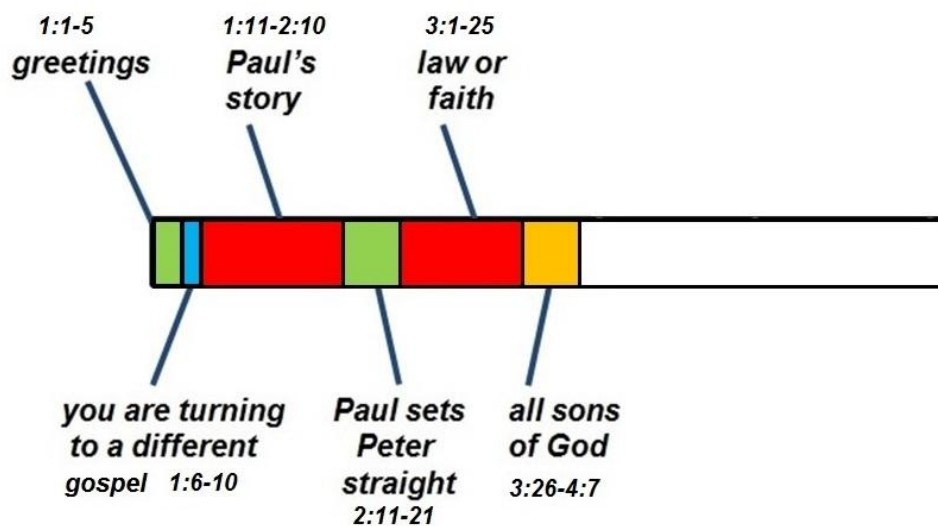 1:1-5
greetings
1:11-2:10
Paul's
story
3:1-25
law or
faith
you are turning
to a different
gospel 1:6-10
Paul sets
Peter
straight
2:11-21
all sons
of God
3:26-4:7